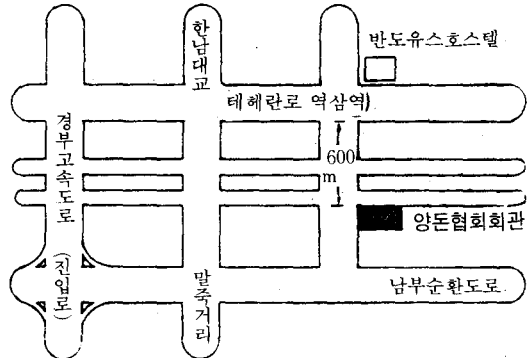 한남대교
반도유스호스텔
테헤란로 역삼역)
경부고속도로
600
m
양돈협회회관
(진입로)
말죽거리
남부순환도로